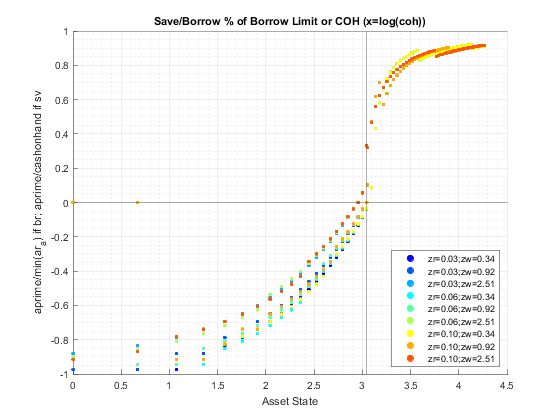 Save/Borrow % of Borrow Limit or COH (x=log(coh))
aprime/min(ar_a) if br; aprime/cashonhand if sv
1
0.8
0.6
0.4
0.2
0
-0.2
-0.4
-0.6
-0.8
-1
zr=0.03;zw=0.34
zr=0.03;zw=0.92
zr=0.03;zw=2.51
zr=0.06;zw=0.34
zr=0.06;zw=0.92
zr=0.06;zw=2.51
zr=0.10;zw=0.34
zr=0.10;zw=0.92
zr=0.10;zw=2.51
0 0.5 1 1.5 2 2.5 3 3.5 4 4.5
Asset State